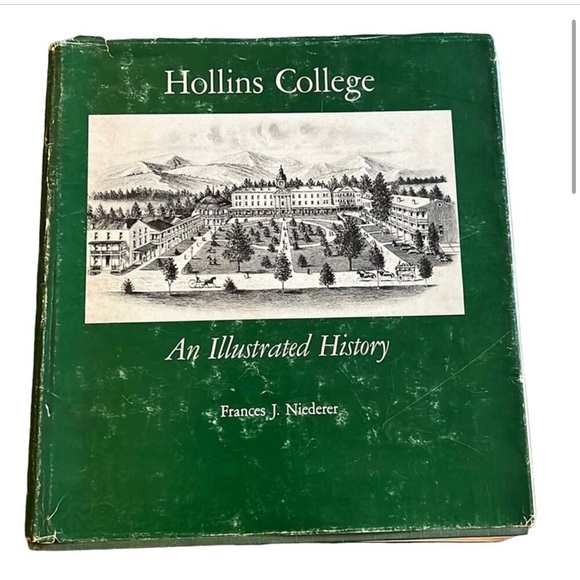 Hollins College
An Illustrated History
Frances J. Niederer